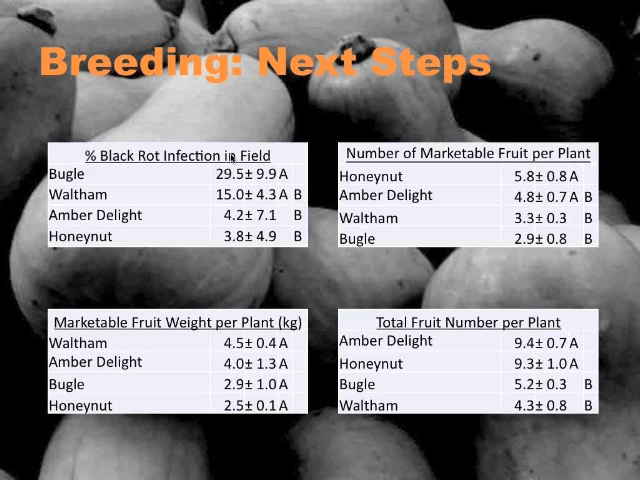 Breeding: Next Steps
% Black Rot Infection in Field
Bugle 29.5± 9.9 A
Waltham 15.0± 4.3 A B
Amber Delight 4.2± 7.1 B
Honeynut 3.8± 4.9 B
Number of Marketable Fruit per Plant
Honeynut 5.8± 0.8 A
Amber Delight 4.8± 0.7 A B
Waltham 3.3± 0.3 B
Bugle 2.9± 0.8 B
Marketable Fruit Weight per Plant (kg)
Waltham 4.5± 0.4 A
Amber Delight 4.0± 1.3 A
Bugle 2.9± 1.0 A
Honeynut 2.5± 0.1 A
Total Fruit Number per Plant
Amber Delight 9.4± 0.7 A
Honeynut 9.3± 1.0 A
Bugle 5.2± 0.3 B
Waltham 4.3± 0.8 B